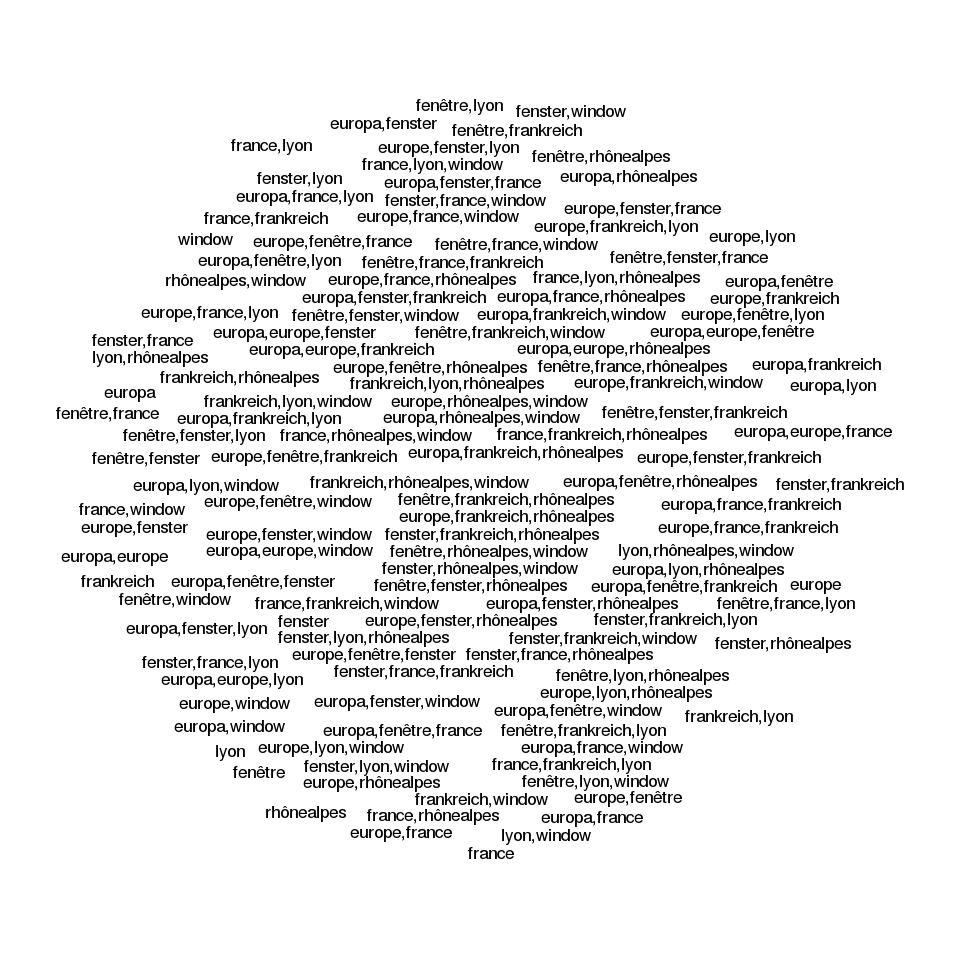 fenêtre,lyon
fenster,window
europa,fenster
fenêtre,frankreich
france,lyon
europe,fenster,lyon
fenêtre,rhônealpes
france,lyon,window
fenster,lyon
europa,fenster,france
europa,rhônealpes
europa,france,lyon
fenster,france,window
europe,fenster,france
france,frankreich
europe,france,window
europe,frankreich,lyon
window
europe,fenêtre,france
fenêtre,france,window
europe,lyon
europa,fenêtre,lyon
fenêtre,france,frankreich
fenêtre,fenster,france
rhônealpes,window
europe,france,rhônealpes
france,lyon,rhônealpes
europa,fenêtre
europa,fenster,frankreich
europa,france,rhônealpes
europe,frankreich
europe,france,lyon
fenêtre,fenster,window
europa,frankreich,window
europe,fenêtre,lyon
fenster,france
europa,europe,fenster
fenêtre,frankreich,window
europa,europe,fenêtre
lyon,rhônealpes
europa,europe,frankreich
europa,europe,rhônealpes
europe,fenêtre,rhônealpes
fenêtre,france,rhônealpes
europa,frankreich
frankreich,rhônealpes
frankreich,lyon,rhônealpes
europe,frankreich,window
europa,lyon
europa
frankreich,lyon,window
europe,rhônealpes,window
fenêtre,france
europa,frankreich,lyon
europa,rhônealpes,window
fenêtre,fenster,frankreich
fenêtre,fenster,lyon
france,rhônealpes,window
france,frankreich,rhônealpes
europa,europe,france
fenêtre,fenster
europe,fenêtre,frankreich
europa,frankreich,rhônealpes
europe,fenster,frankreich
europa,lyon,window
frankreich,rhônealpes,window
europa,fenêtre,rhônealpes
fenster,frankreich
france,window
europe,fenêtre,window
fenêtre,frankreich,rhônealpes
europa,france,frankreich
europe,fenster
europe,frankreich,rhônealpes
europe,france,frankreich
europe,fenster,window
fenster,frankreich,rhônealpes
europa,europe
europa,europe,window
fenêtre,rhônealpes,window
lyon,rhônealpes,window
fenster,rhônealpes,window
europa,lyon,rhônealpes
frankreich
europa,fenêtre,fenster
fenêtre,fenster,rhônealpes
europa,fenêtre,frankreich
europe
fenêtre,window
france,frankreich,window
europa,fenster,rhônealpes
fenêtre,france,lyon
europa,fenster,lyon
fenster
europe,fenster,rhônealpes
fenster,frankreich,lyon
fenster,lyon,rhônealpes
fenster,frankreich,window
fenster,rhônealpes
fenster,france,lyon
europe,fenêtre,fenster
fenster,france,rhônealpes
europa,europe,lyon
fenster,france,frankreich
fenêtre,lyon,rhônealpes
europe,lyon,rhônealpes
europe,window
europa,fenster,window
europa,fenêtre,window
frankreich,lyon
europa,window
europa,fenêtre,france
fenêtre,frankreich,lyon
lyon
europe,lyon,window
europa,france,window
fenêtre
fenster,lyon,window
france,frankreich,lyon
europe,rhônealpes
fenêtre,lyon,window
frankreich,window
europe,fenêtre
rhônealpes
france,rhônealpes
europa,france
europe,france
lyon,window
france